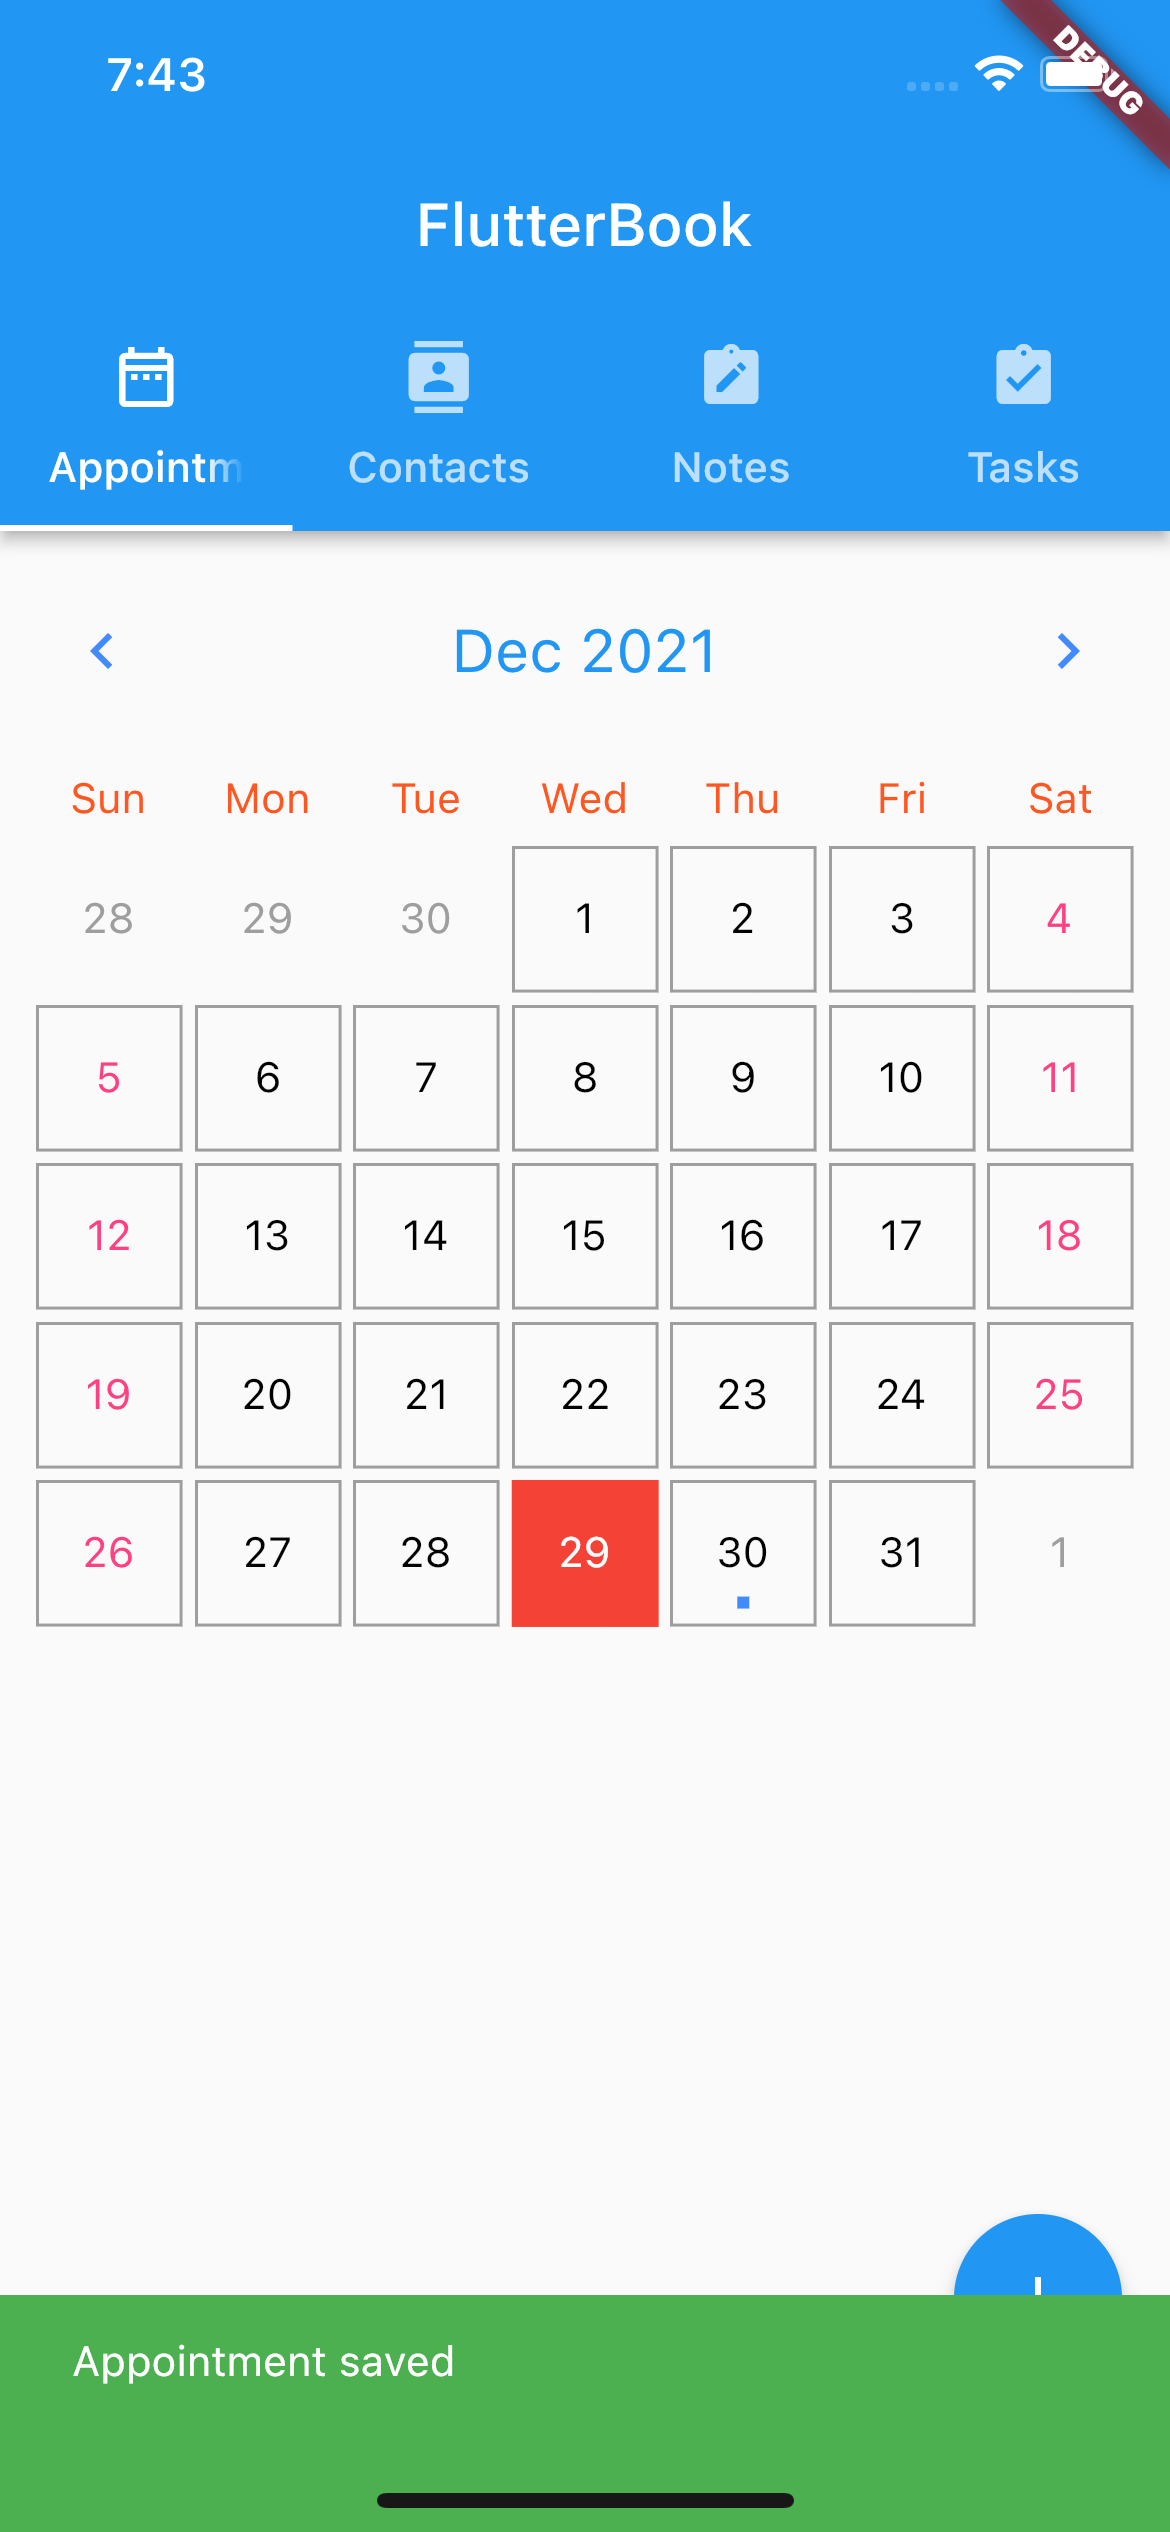 7:43
DEBUG
FlutterBook
Appointm
Contacts
Notes
Tasks
Dec 2021
Sun Mon Tue Wed Thu Fri Sat
28 29 30 1 2 3 4
5 6 7 8 9 10 11
12 13 14 15 16 17 18
19 20 21 22 23 24 25
26 27 28 29 30 31 1
Appointment saved